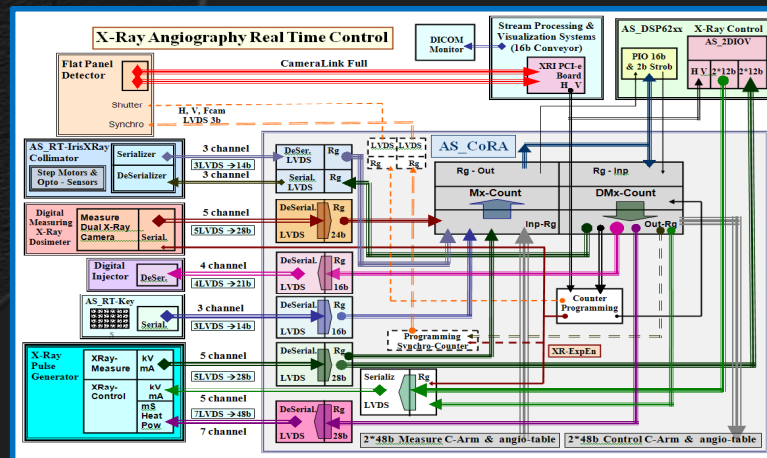 X-Ray Angiography Real Time Control
DICOM
Monitor
Stream Processing &
Visualization Systems
(16b Conveyor)
XRI PCI-e
Board
H V
AS_DSP62xx
X-Ray Control
AS_2DIOV
PIO 16b
& 2b Strob
H V
2*12b
2*12b
Flat Panel
Detector
Shutter
Synchro
CameraLink Full
H, V, Fcam
LVDS 3b
AS_RT-IrisXRay
Collimator
Step Motors &
Opto - Sensors
Serializer
DeSerializer
3 channel
3LVDS →14b
3 channel
DeSer.
LVDS
Rg
Serial.
LVDS
Rg
LVDS
LVDS
Rg
Rg
AS_CoRA
Rg - Out
Rg - Inp
Mx-Count
DMx-Count
Inp-Rg
Out-Rg
Digital
Measuring
X-Ray
Dosimeter
Measure
Dual X-Ray
Camera
Serial.
5 channel
5LVDS →28b
DeSerial.
Rg
LVDS
24b
Digital
Injector
DeSer.
4 channel
4LVDS →21b
DeSerial.
Rg
LVDS
16b
AS_RT-Key
Serial.
3 channel
3LVDS →14b
DeSerial.
Rg
LVDS
16b
Counter
Programming
Programming
Synchro-Counter
XR-ExpEn
X-Ray
Pulse
Generator
XRay-
Measure
kV
mA
XRay-
Control
kV
mA
mS
Heat
Pow
5 channel
5LVDS →28b
5 channel
7LVDS →48b
7 channel
DeSerial.
Rg
LVDS
28b
Serializ
Rg
LVDS
DeSerial.
Rg
LVDS
28b
2*48b Measure C-Arm & angio-table
2*48b Control C-Arm & angio-table